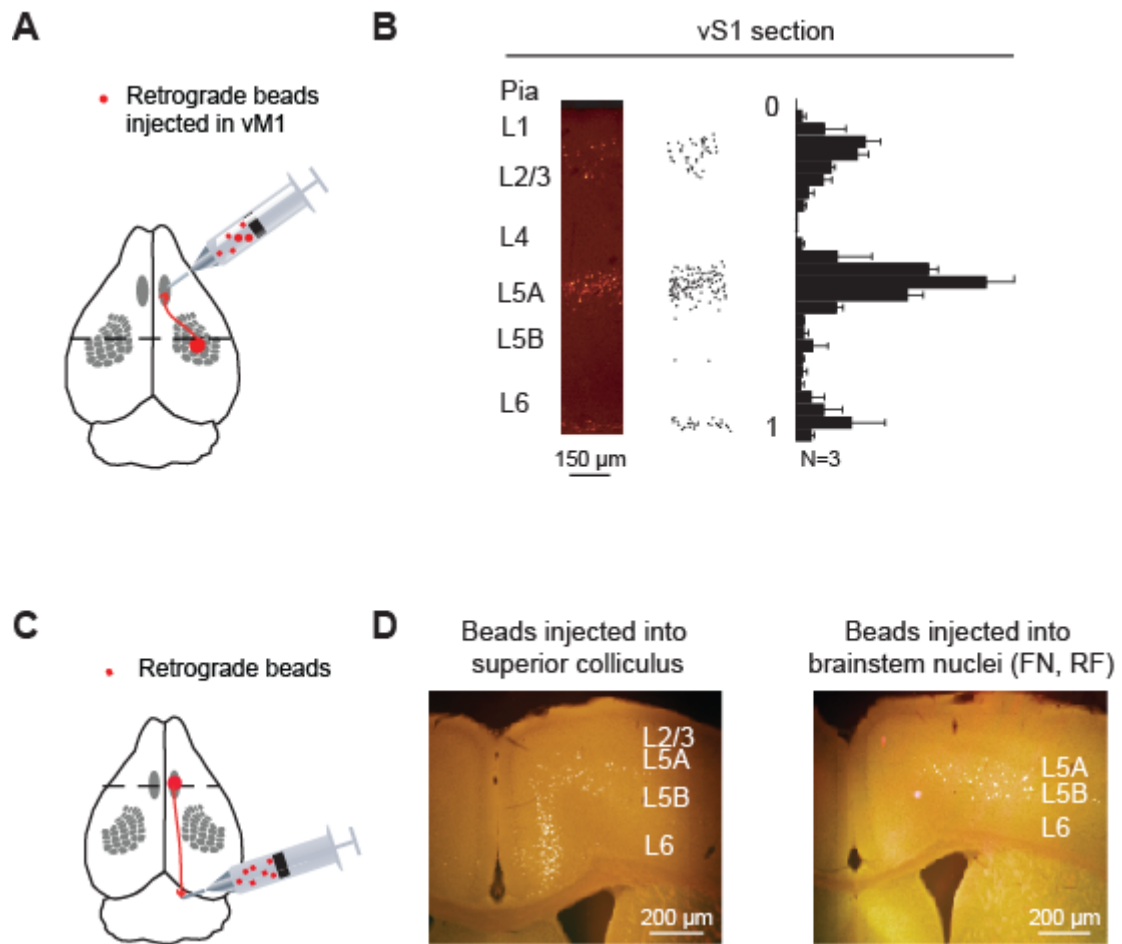 A
Retrograde beads
injected in vM1
B
vS1 section
Pia
L1
L2/3
L4
L5A
L5B
L6
150 µm
0
1
N=3
C
Retrograde beads
D
Beads injected into
superior colliculus
L2/3
L5A
L5B
L6
200 µm
Beads injected into
brainstem nuclei (FN, RF)
L5A
L5B
L6
200 µm